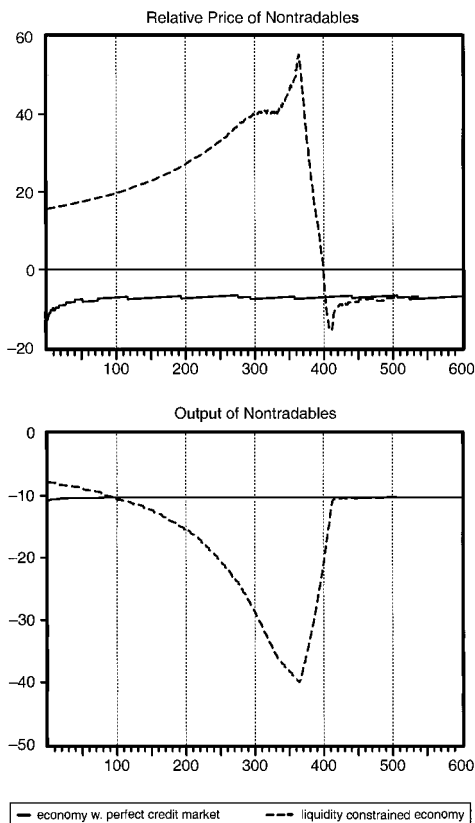 Relative Price of Nontradables
60
40
20
0
−20
100 200 300 400 500 600
Output of Nontradables
0
−10
−20
−30
−40
−50
100 200 300 400 500 600
economy w. perfect credit market liquidity constrained economy